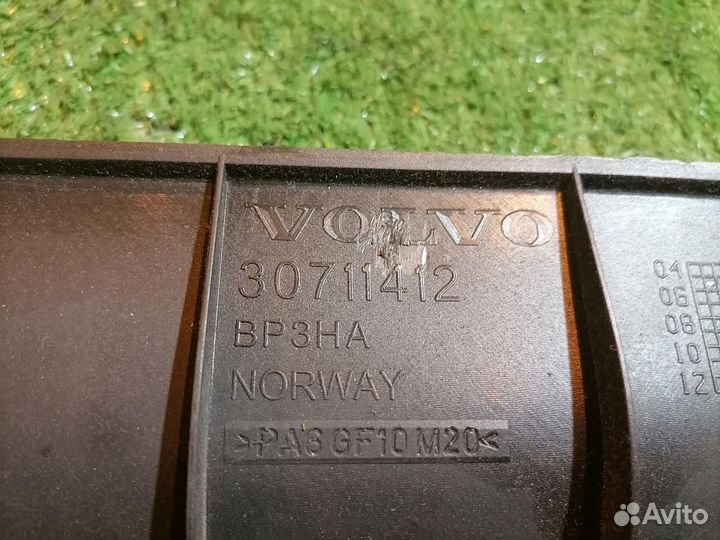 VOLVO
30711412
BP3HA
NORWAY
>PA6 GF10 M20<
04
06
08
10
12
Avito